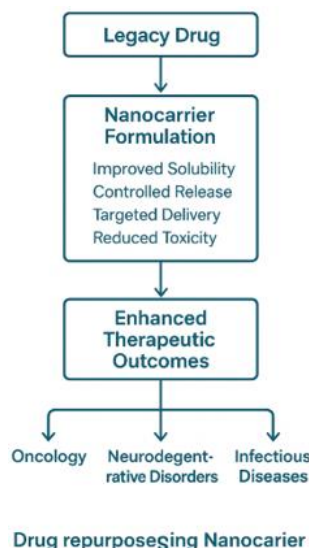 Legacy Drug
Nanocarrier
Formulation
Improved Solubility
Controlled Release
Targeted Delivery
Reduced Toxicity
Enhanced
Therapeutic
Outcomes
Oncology
Neurodegent-
rative Disorders
Infectious
Diseases
Drug repurposesing Nanocarier